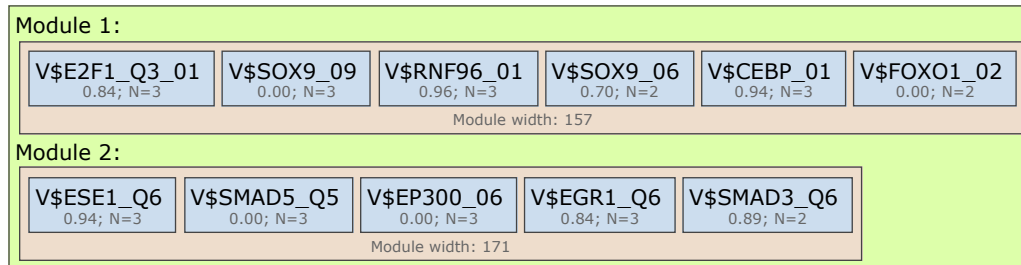 Module 1:
V$E2F1_Q3_01 V$SOX9_09 V$RNF96_01 V$SOX9_06 V$CEBP_01 V$FOXO1_02
0.84; N=3 0.00; N=3 0.96; N=3 0.70; N=2 0.94; N=3 0.00; N=2
Module width: 157
Module 2:
V$ESE1_Q6 V$SMAD5_Q5 V$EP300_06 V$EGR1_Q6 V$SMAD3_Q6
0.94; N=3 0.00; N=3 0.00; N=3 0.84; N=3 0.89; N=2
Module width: 171